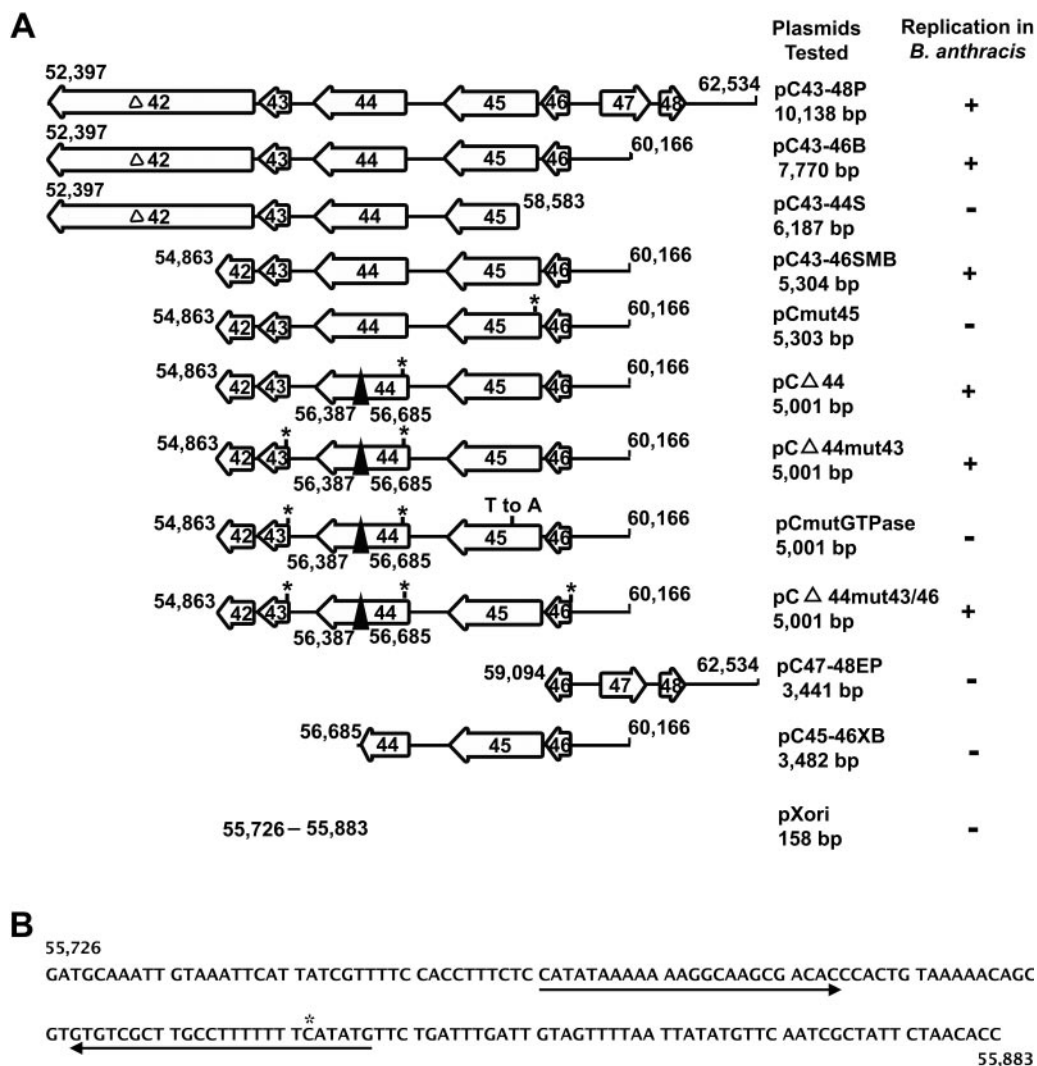 A
Plasmids Tested
Replication in B. anthracis
52,397
62,534
△ 42 43 44 45 46 47 48
pC43-48P
10,138 bp
+
52,397
60,166
△ 42 43 44 45 46
pC43-46B
7,770 bp
+
52,397
58,583
△ 42 43 44 45
pC43-44S
6,187 bp
-
54,863
60,166
42 43 44 45 46
pC43-46SMB
5,304 bp
+
54,863
*
60,166
42 43 44 45 46
pCmut45
5,303 bp
-
54,863
*
60,166
42 43 44 45 46
56,387 56,685
pC △ 44
5,001 bp
+
54,863
* *
60,166
42 43 44 45 46
56,387 56,685
pC △ 44mut43
5,001 bp
+
54,863
* * T to A
60,166
42 43 44 45 46
56,387 56,685
pCmutGTPase
5,001 bp
-
54,863
* * *
60,166
42 43 44 45 46
56,387 56,685
pC △ 44mut43/46
5,001 bp
+
59,094
62,534
46 47 48
pC47-48EP
3,441 bp
-
56,685
60,166
44 45 46
pC45-46XB
3,482 bp
-
55,726 – 55,883
pXori
158 bp
-
B
55,726
GATGCAAATT GTAAATTCAT TATCGTTTTC CACCTTTCTC CATATAAAAA AAGGCAAGCG ACACCCACTG TAAAAACAGC
*
GTGTGTCGCT TGCCTTTTTT TCATATGTTC TGATTTGATT GTAGTTTTAA TTATATGTTC AATCGCTATT CTAACACC
55,883